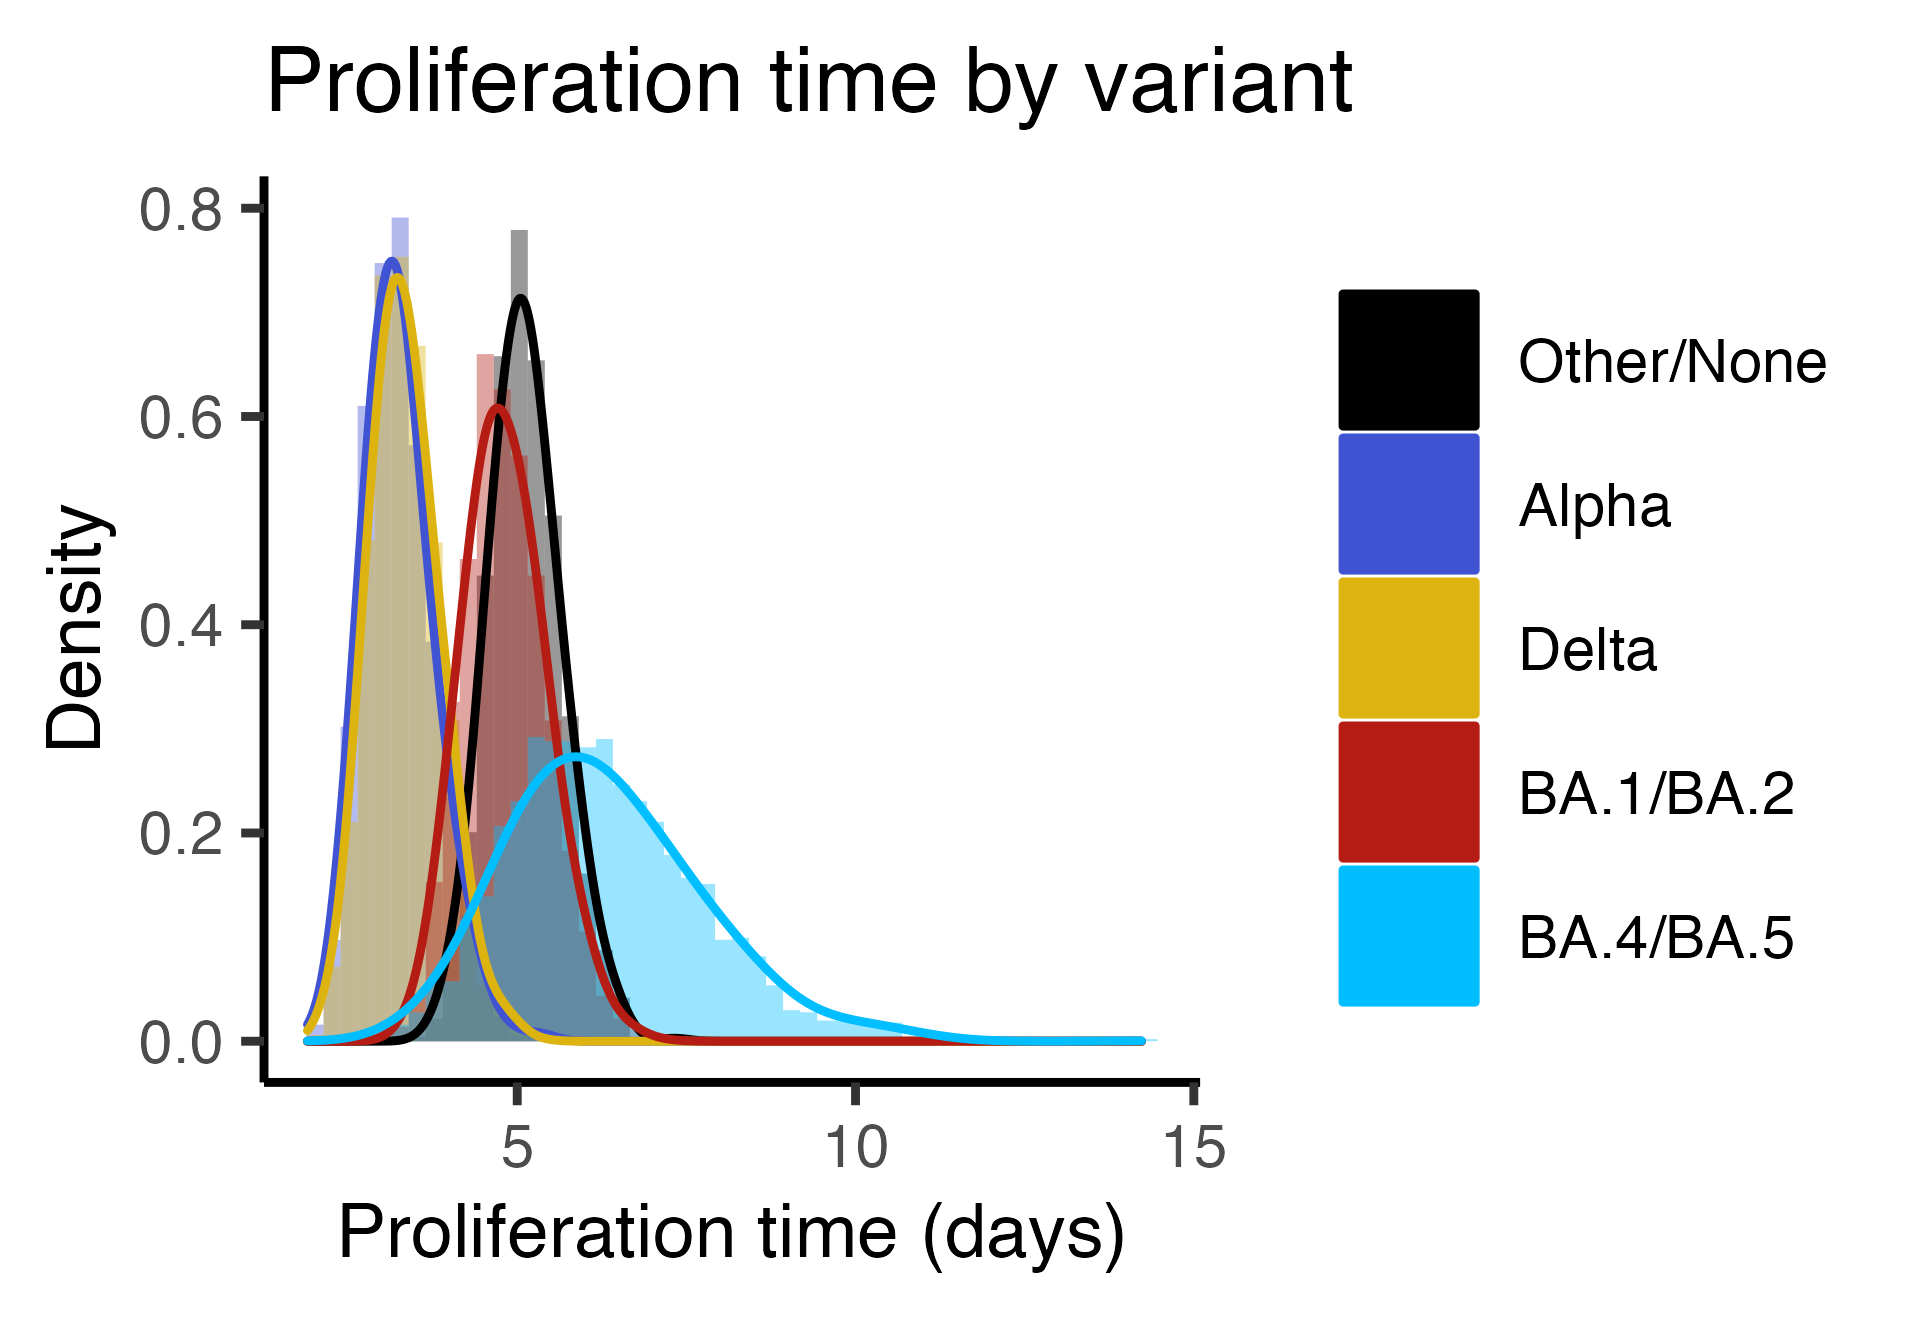 Proliferation time by variant
Density
0.8
0.6
0.4
0.2
0.0
5 10 15
Proliferation time (days)
Other/None
Alpha
Delta
BA.1/BA.2
BA.4/BA.5